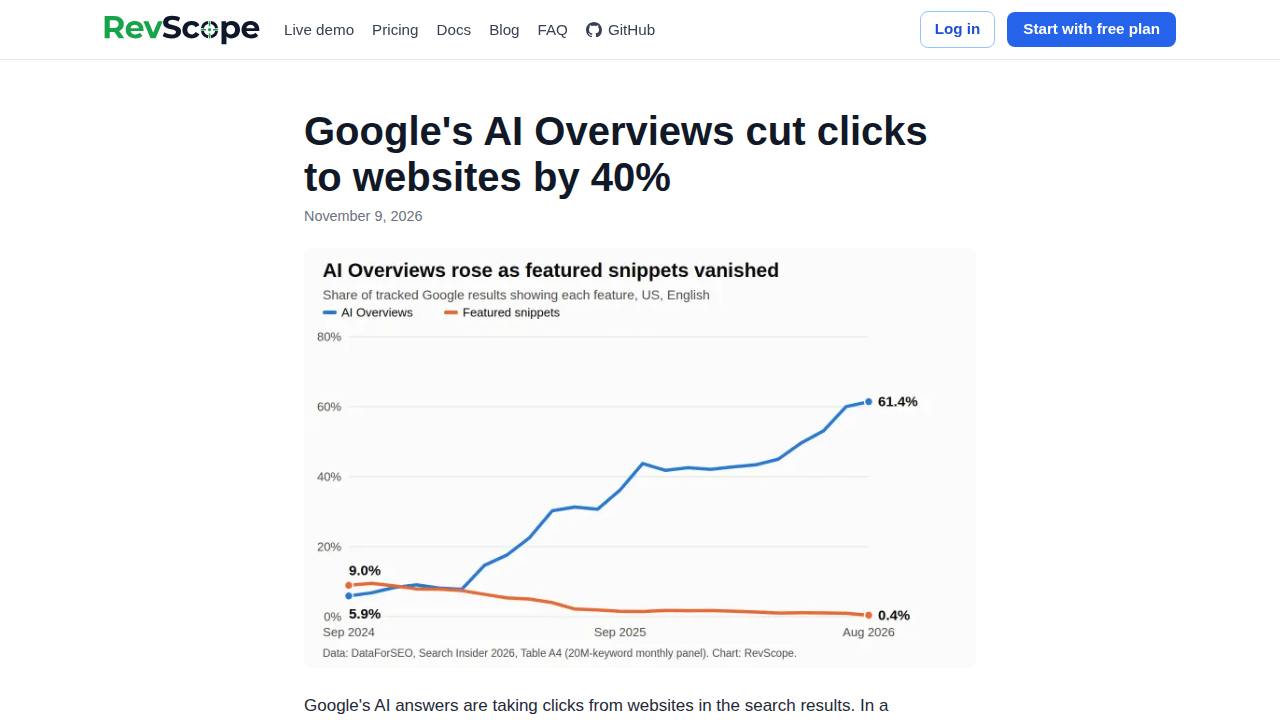 RevScope
Live demo
Pricing
Docs
Blog
FAQ
GitHub
Log in
Start with free plan
Google's AI Overviews cut clicks
to websites by 40%
November 9, 2026
AI Overviews rose as featured snippets vanished
Share of tracked Google results showing each feature, US, English
AI Overviews
Featured snippets
80%
60%
61.4%
40%
20%
9.0%
5.9%
0%
0.4%
Sep 2024
Sep 2025
Aug 2026
Data: DataForSEO, Search Insider 2026, Table A4 (20M-keyword monthly panel). Chart: RevScope.
Google's AI answers are taking clicks from websites in the search results. In a